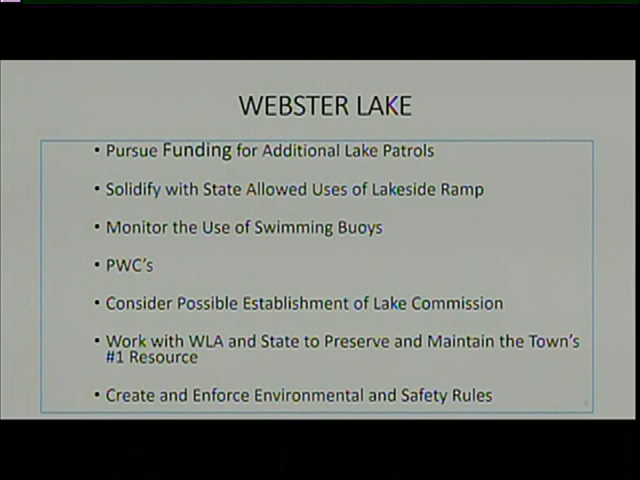 WEBSTER LAKE
• Pursue Funding for Additional Lake Patrols
• Solidify with State Allowed Uses of Lakeside Ramp
• Monitor the Use of Swimming Buoys
• PWC's
• Consider Possible Establishment of Lake Commission
• Work with WLA and State to Preserve and Maintain the Town's
#1 Resource
• Create and Enforce Environmental and Safety Rules